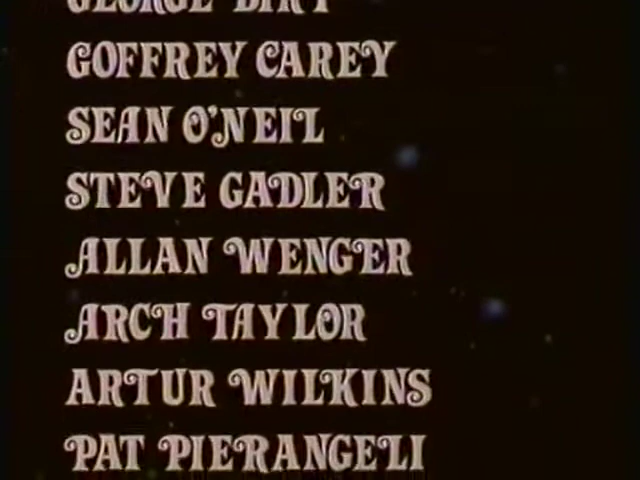 GOFFREY CAREY
SEAN O'NEIL
STEVE GADLER
ALLAN WENGER
ARCH TAYLOR
ARTUR WILKINS
PAT PIERANGELI